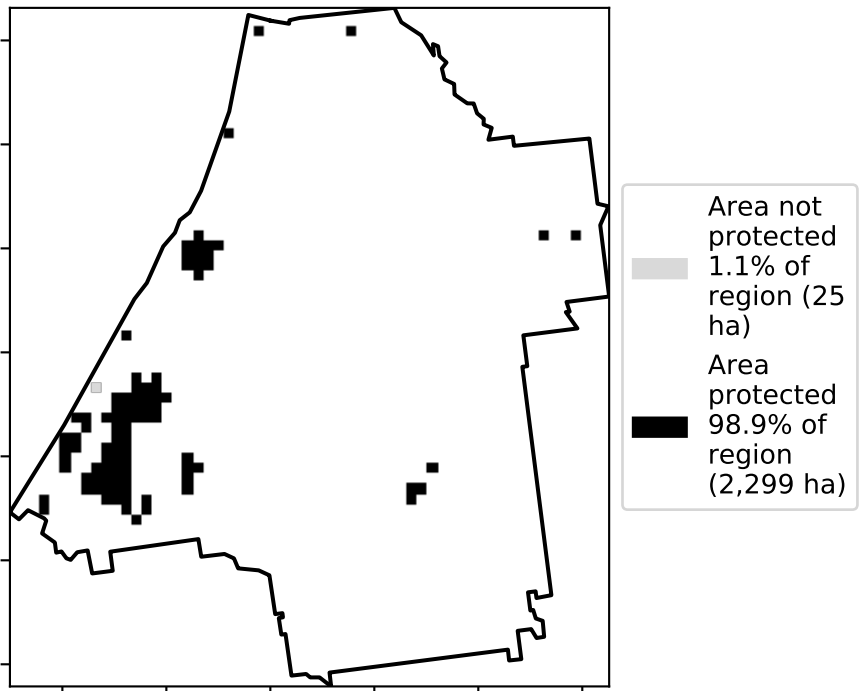 Area not
protected
1.1% of
region (25
ha)
Area
protected
98.9% of
region
(2,299 ha)